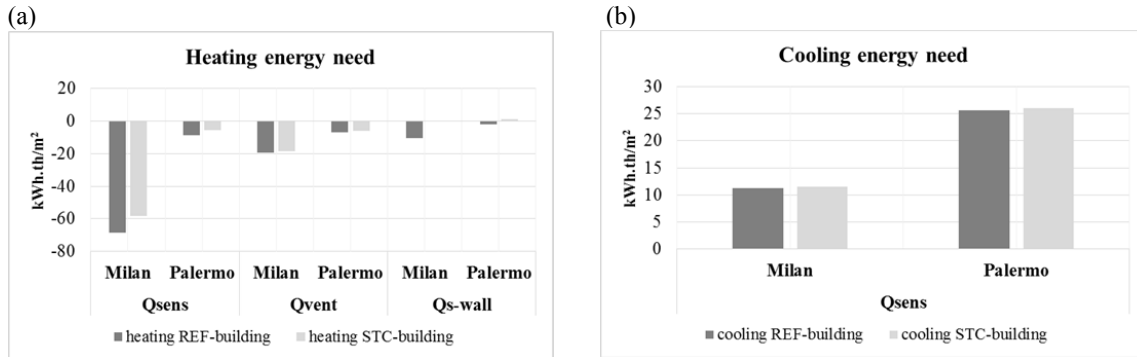 (a)
Heating energy need
kWh.th/m²
20
0
-20
-40
-60
-80
Milan Palermo Milan Palermo Milan Palermo
Qsens Qvent Qs-wall
heating REF-building heating STC-building
(b)
Cooling energy need
kWh.th/m²
30
25
20
15
10
5
0
Milan Palermo
Qsens
cooling REF-building cooling STC-building